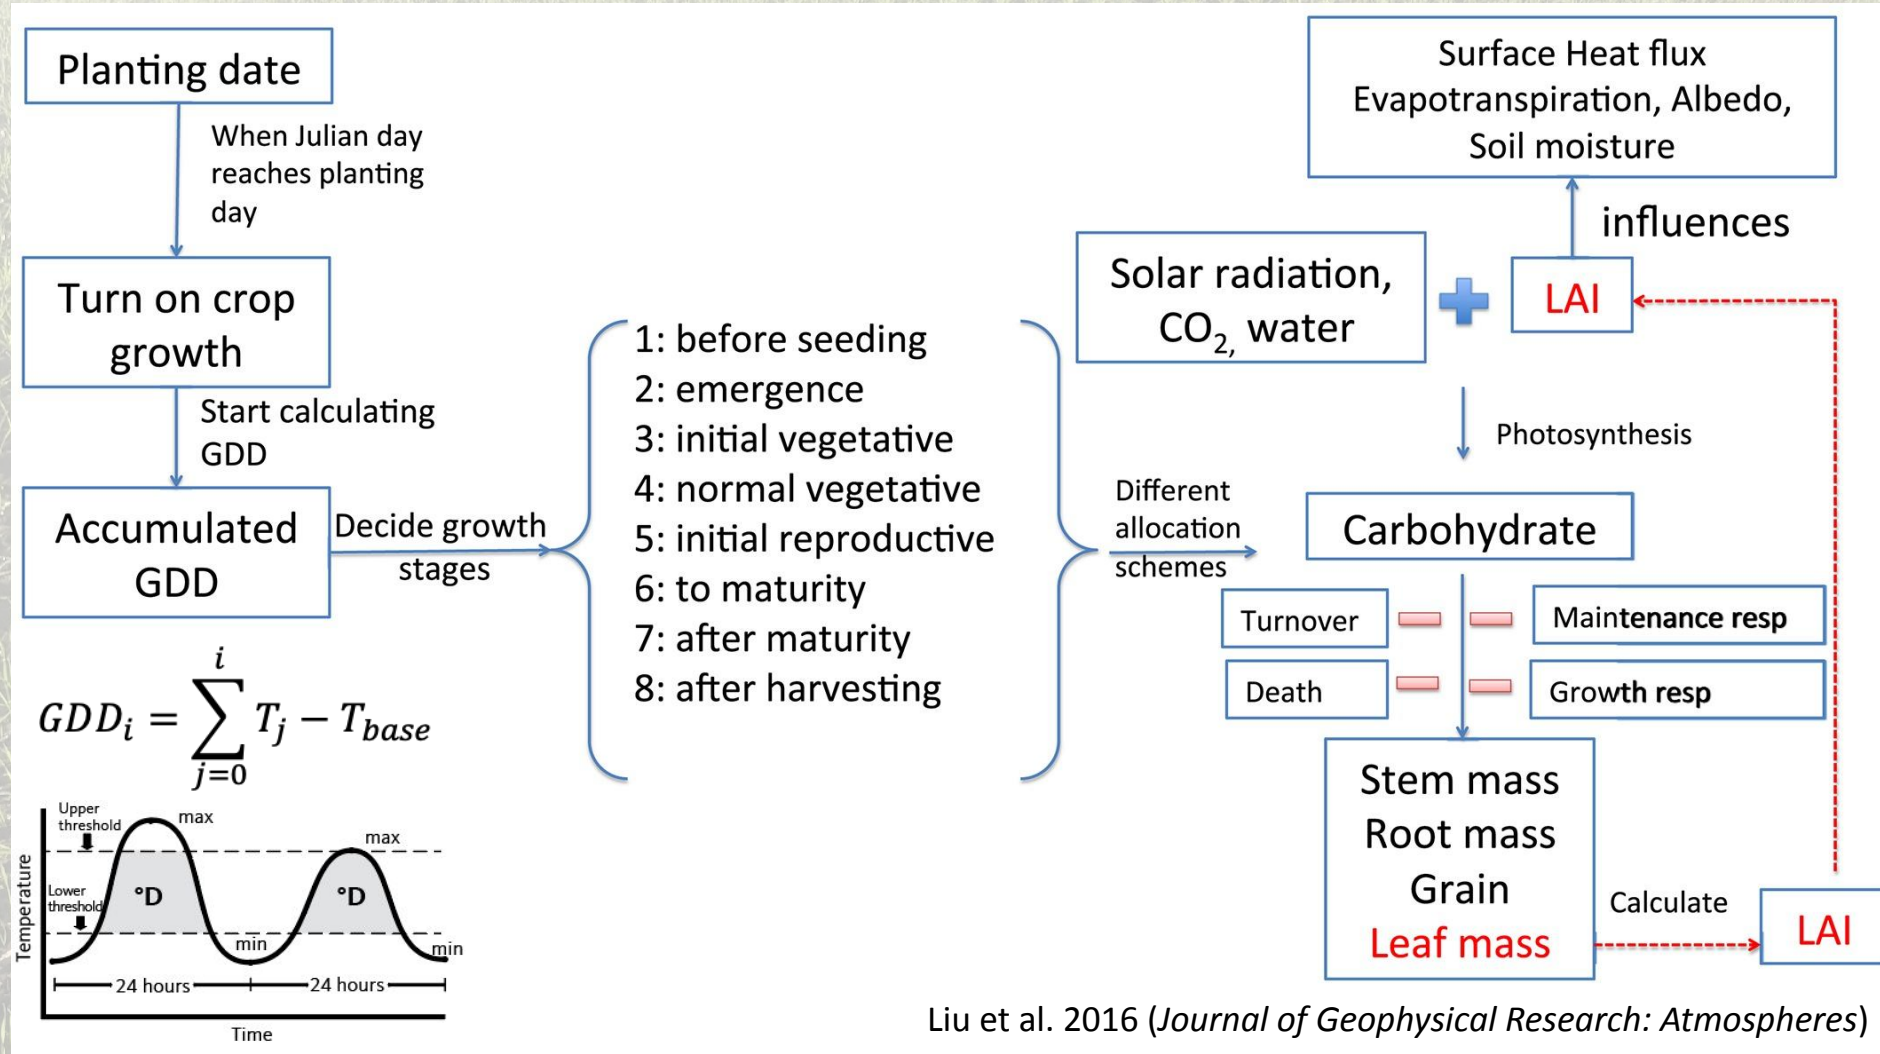 Planting date
When Julian day
reaches planting
day
Turn on crop
growth
Start calculating
GDD
Accumulated
GDD
Decide growth
stages
GDDᵢ = ∑ Tⱼ − T_base
i
j=0
Upper
threshold
max
max
Lower
threshold
°D
°D
min
min
Temperature
24 hours
24 hours
Time
1: before seeding
2: emergence
3: initial vegetative
4: normal vegetative
5: initial reproductive
6: to maturity
7: after maturity
8: after harvesting
Different
allocation
schemes
Surface Heat flux
Evapotranspiration, Albedo,
Soil moisture
influences
Solar radiation,
CO₂, water
LAI
Photosynthesis
Carbohydrate
Turnover
Maintenance resp
Death
Growth resp
Stem mass
Root mass
Grain
Leaf mass
Calculate
LAI
Liu et al. 2016 (Journal of Geophysical Research: Atmospheres)